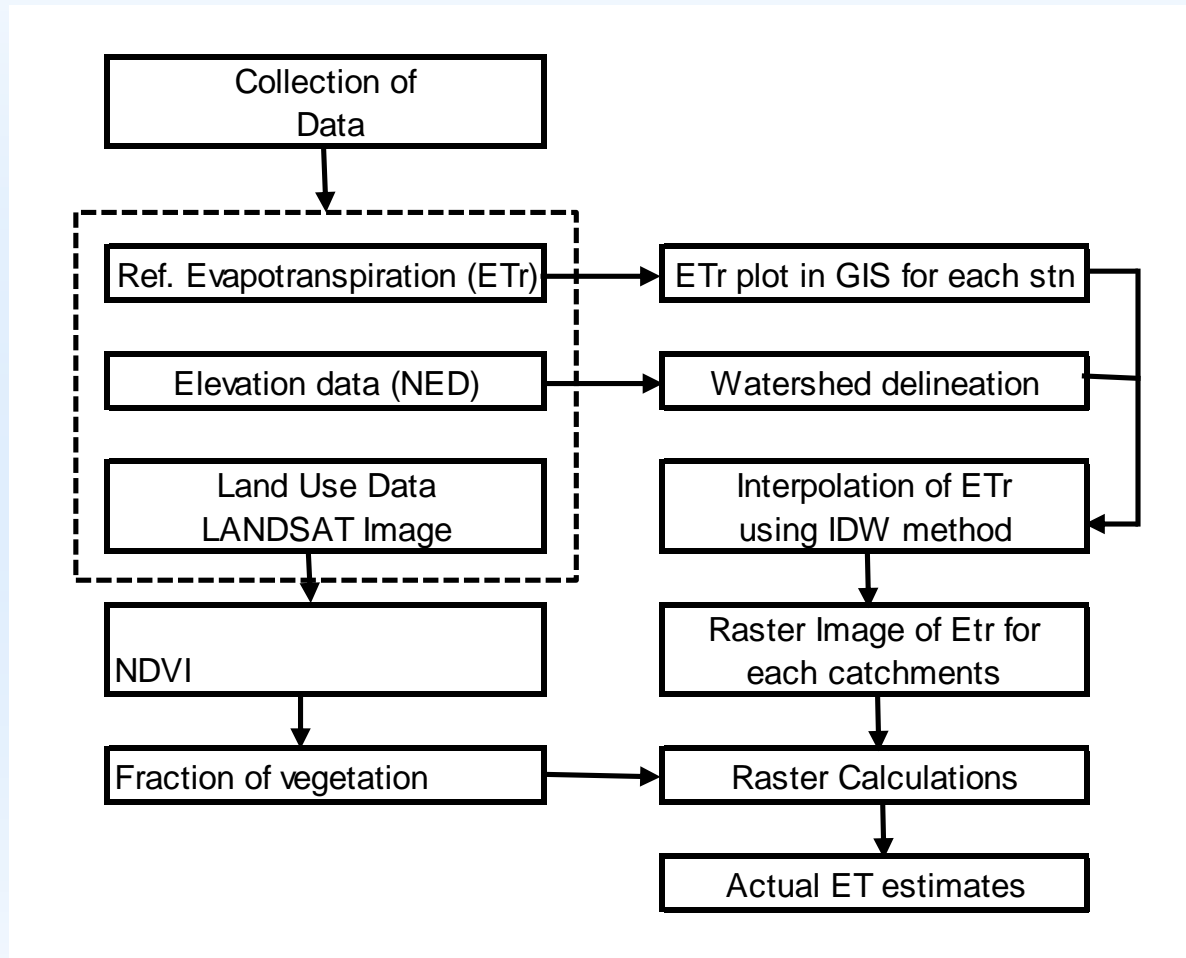 Collection of
Data
Ref. Evapotranspiration (ETr)
ETr plot in GIS for each stn
Elevation data (NED)
Watershed delineation
Land Use Data
LANDSAT Image
Interpolation of ETr
using IDW method
NDVI
Raster Image of Etr for
each catchments
Fraction of vegetation
Raster Calculations
Actual ET estimates